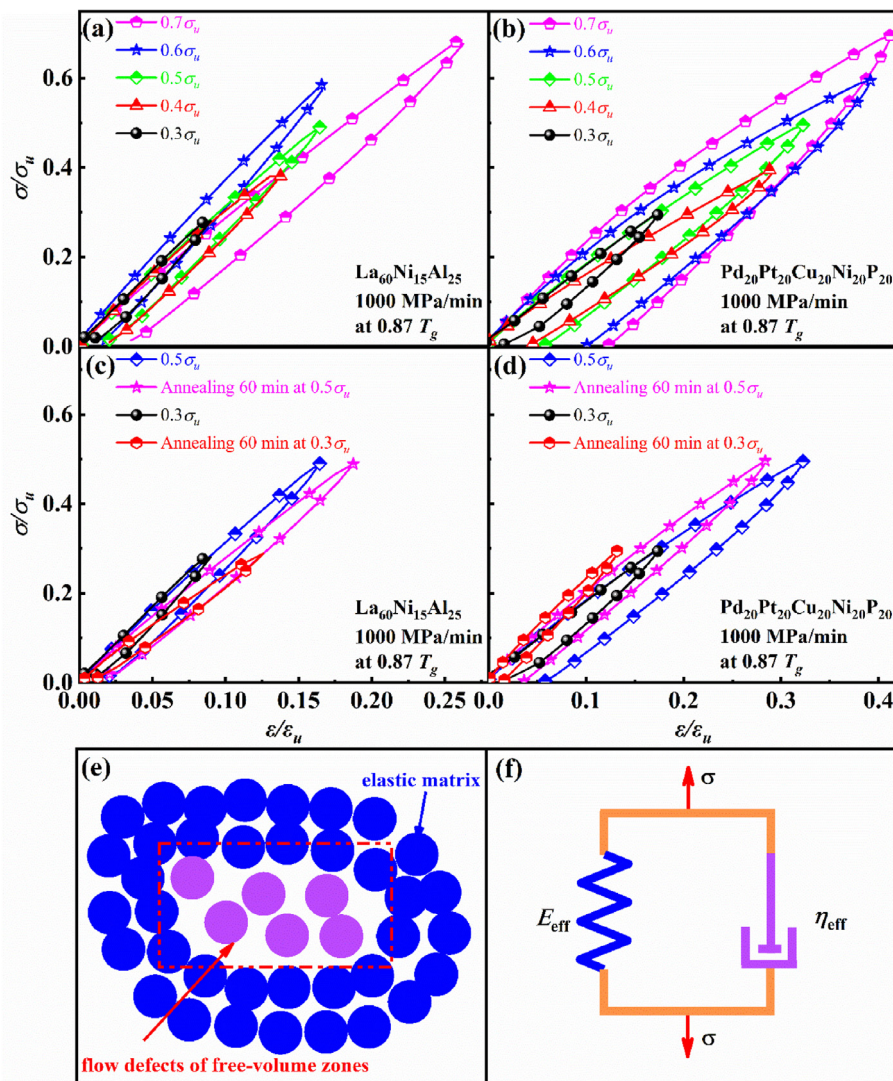 (a)
0.7σᵤ
0.6σᵤ
0.5σᵤ
0.4σᵤ
0.3σᵤ
La₆₀Ni₁₅Al₂₅
1000 MPa/min
at 0.87 T_g
0.6
0.4
0.2
0.0
σ/σᵤ
(b)
0.7σᵤ
0.6σᵤ
0.5σᵤ
0.4σᵤ
0.3σᵤ
Pd₂₀Pt₂₀Cu₂₀Ni₂₀P₂₀
1000 MPa/min
at 0.87 T_g
(c)
0.5σᵤ
Annealing 60 min at 0.5σᵤ
0.3σᵤ
Annealing 60 min at 0.3σᵤ
La₆₀Ni₁₅Al₂₅
1000 MPa/min
at 0.87 T_g
0.6
0.4
0.2
0.0
σ/σᵤ
0.00 0.05 0.10 0.15 0.20 0.25
ε/εᵤ
(d)
0.5σᵤ
Annealing 60 min at 0.5σᵤ
0.3σᵤ
Annealing 60 min at 0.3σᵤ
Pd₂₀Pt₂₀Cu₂₀Ni₂₀P₂₀
1000 MPa/min
at 0.87 T_g
0.0 0.1 0.2 0.3 0.4
ε/εᵤ
(e)
elastic matrix
flow defects of free-volume zones
(f)
σ
E_eff
η_eff
σ